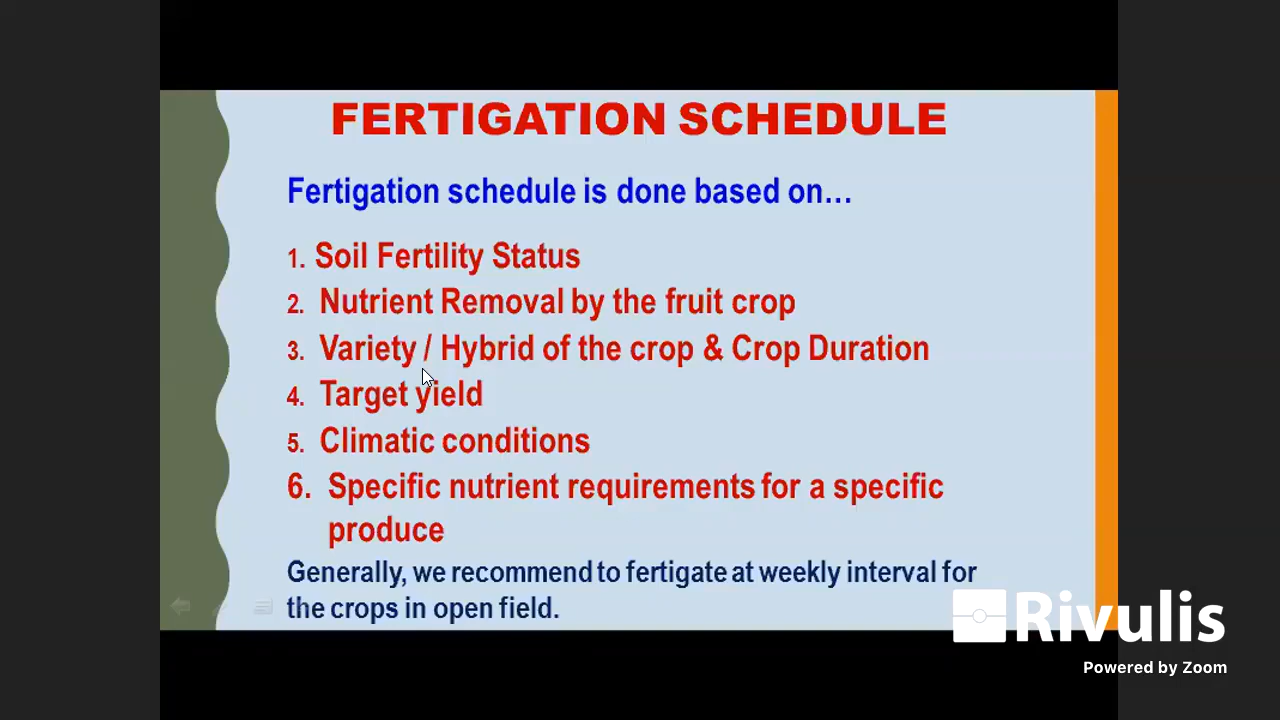 FERTIGATION SCHEDULE
Fertigation schedule is done based on...
1. Soil Fertility Status
2. Nutrient Removal by the fruit crop
3. Variety / Hybrid of the crop & Crop Duration
4. Target yield
5. Climatic conditions
6. Specific nutrient requirements for a specific
produce
Generally, we recommend to fertigate at weekly interval for
the crops in open field.
Rivulis
Powered by Zoom